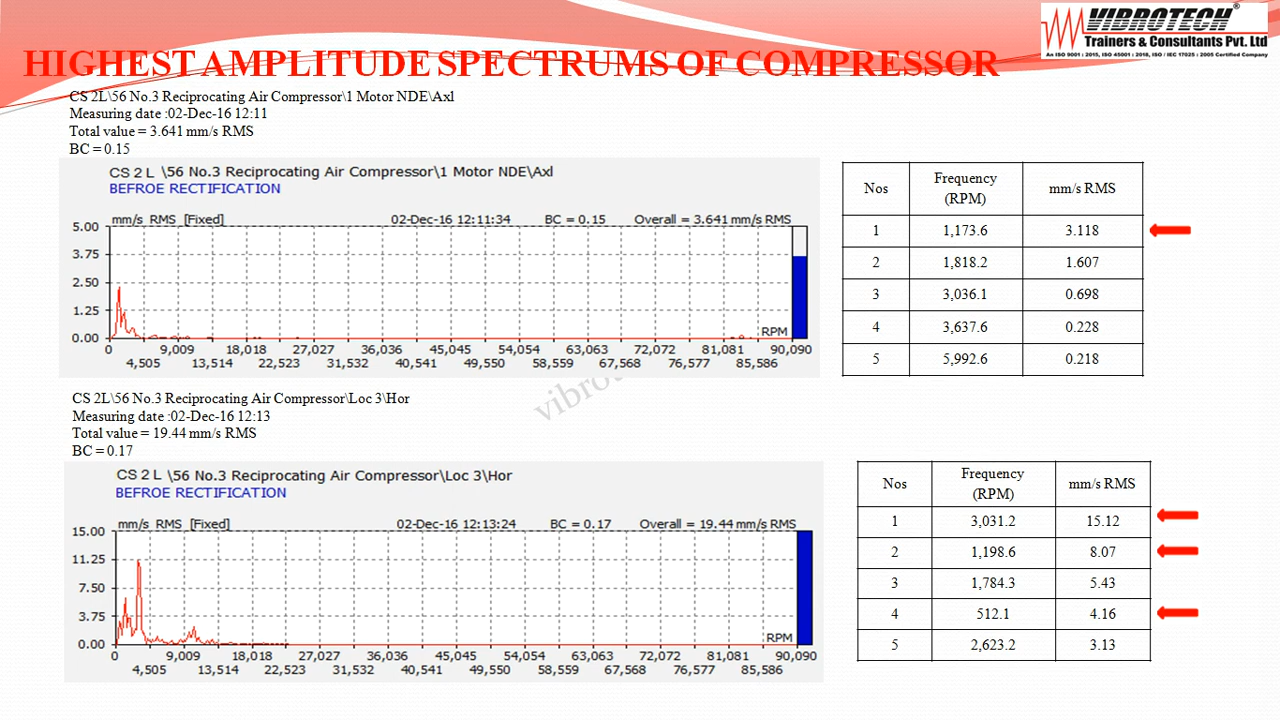 VIBROTECH®
Trainers & Consultants Pvt. Ltd
An ISO 9001 : 2015, ISO 45001 : 2018, ISO / IEC 17025 : 2005 Certified Company
HIGHEST AMPLITUDE SPECTRUMS OF COMPRESSOR
CS 2L\56 No.3 Reciprocating Air Compressor\1 Motor NDE\Axl
Measuring date :02-Dec-16 12:11
Total value = 3.641 mm/s RMS
BC = 0.15
CS 2 L \56 No.3 Reciprocating Air Compressor\1 Motor NDE/Axl
BEFROE RECTIFICATION
mm/s RMS [Fixed] 02-Dec-16 12:11:34 BC = 0.15 Overall = 3.641 mm/s RMS
5.00
3.75
2.50
1.25
0.00
RPM
0 9,009 18,018 27,027 36,036 45,045 54,054 63,063 72,072 81,081 90,090
4,505 13,514 22,523 31,532 40,541 49,550 58,559 67,568 76,577 85,586
Nos Frequency (RPM) mm/s RMS
1 1,173.6 3.118
2 1,818.2 1.607
3 3,036.1 0.698
4 3,637.6 0.228
5 5,992.6 0.218
CS 2L\56 No.3 Reciprocating Air Compressor\Loc 3\Hor
Measuring date :02-Dec-16 12:13
Total value = 19.44 mm/s RMS
BC = 0.17
CS 2 L \56 No.3 Reciprocating Air Compressor\Loc 3\Hor
BEFROE RECTIFICATION
mm/s RMS [Fixed] 02-Dec-16 12:13:24 BC = 0.17 Overall = 19.44 mm/s RMS
15.00
11.25
7.50
3.75
0.00
RPM
0 9,009 18,018 27,027 36,036 45,045 54,054 63,063 72,072 81,081 90,090
4,505 13,514 22,523 31,532 40,541 49,550 58,559 67,568 76,577 85,586
Nos Frequency (RPM) mm/s RMS
1 3,031.2 15.12
2 1,198.6 8.07
3 1,784.3 5.43
4 512.1 4.16
5 2,623.2 3.13